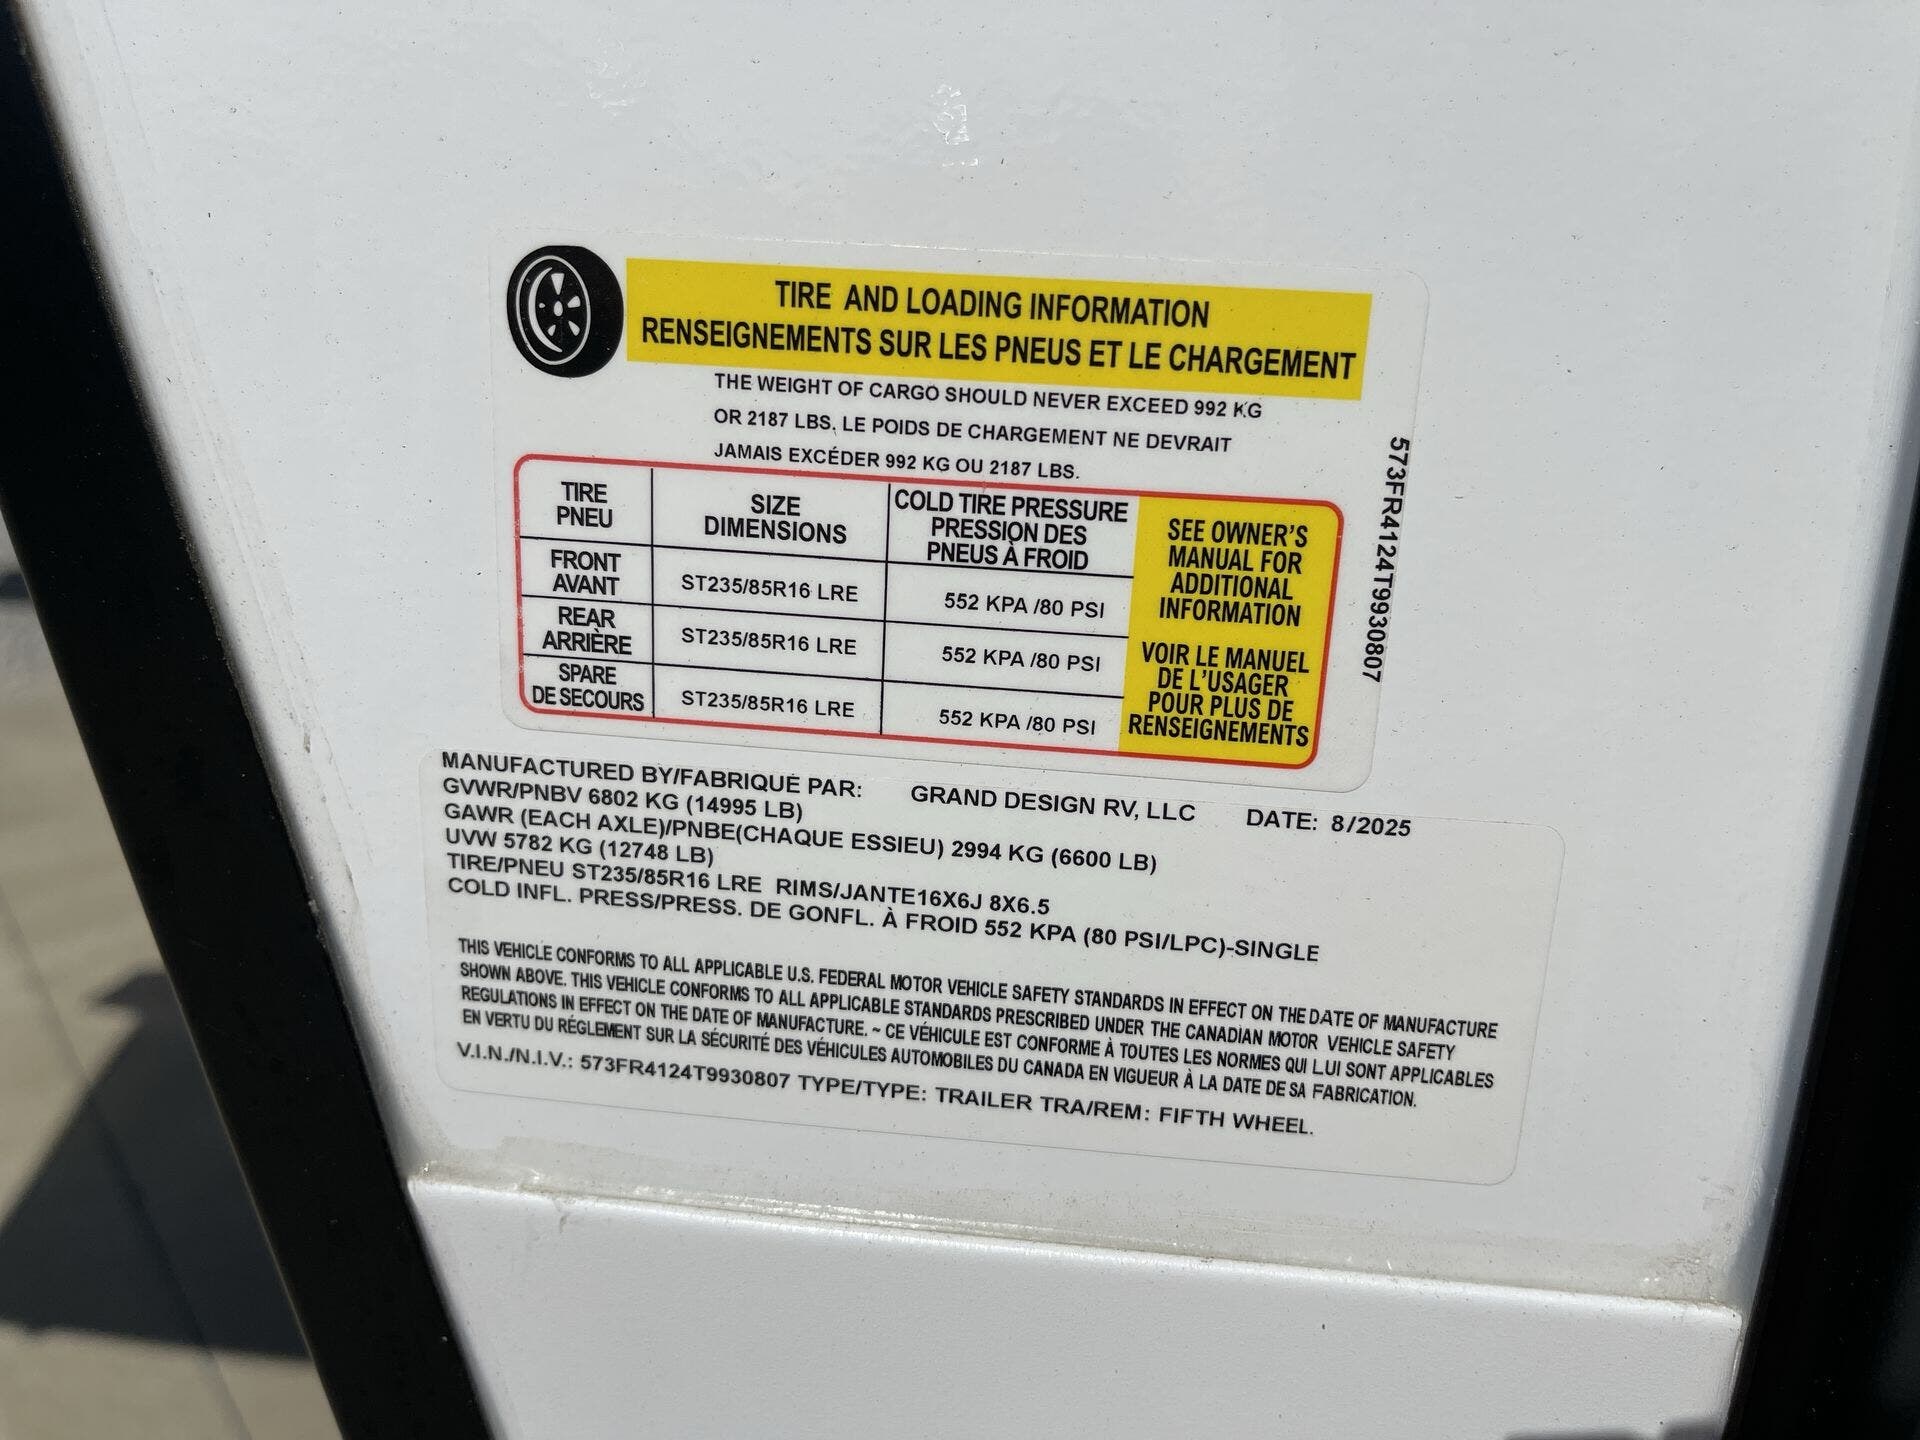 TIRE AND LOADING INFORMATION
RENSEIGNEMENTS SUR LES PNEUS ET LE CHARGEMENT
THE WEIGHT OF CARGO SHOULD NEVER EXCEED 992 KG
OR 2187 LBS. LE POIDS DE CHARGEMENT NE DEVRAIT
JAMAIS EXCÉDER 992 KG OU 2187 LBS.
TIRE
PNEU
SIZE
DIMENSIONS
COLD TIRE PRESSURE
PRESSION DES
PNEUS À FROID
FRONT
AVANT
ST235/85R16 LRE
552 KPA /80 PSI
REAR
ARRIÈRE
ST235/85R16 LRE
552 KPA /80 PSI
SPARE
DE SECOURS
ST235/85R16 LRE
552 KPA /80 PSI
SEE OWNER'S
MANUAL FOR
ADDITIONAL
INFORMATION
VOIR LE MANUEL
DE L'USAGER
POUR PLUS DE
RENSEIGNEMENTS
573FR4124T9930807
MANUFACTURED BY/FABRIQUÉ PAR: GRAND DESIGN RV, LLC DATE: 8/2025
GVWR/PNBV 6802 KG (14995 LB)
GAWR (EACH AXLE)/PNBE(CHAQUE ESSIEU) 2994 KG (6600 LB)
UVW 5782 KG (12748 LB)
TIRE/PNEU ST235/85R16 LRE RIMS/JANTE16X6J 8X6.5
COLD INFL. PRESS/PRESS. DE GONFL. À FROID 552 KPA (80 PSI/LPC)-SINGLE
THIS VEHICLE CONFORMS TO ALL APPLICABLE U.S. FEDERAL MOTOR VEHICLE SAFETY STANDARDS IN EFFECT ON THE DATE OF MANUFACTURE
SHOWN ABOVE. THIS VEHICLE CONFORMS TO ALL APPLICABLE STANDARDS PRESCRIBED UNDER THE CANADIAN MOTOR VEHICLE SAFETY
REGULATIONS IN EFFECT ON THE DATE OF MANUFACTURE. ~ CE VÉHICULE EST CONFORME À TOUTES LES NORMES QUI LUI SONT APPLICABLES
EN VERTU DU RÉGLEMENT SUR LA SÉCURITÉ DES VÉHICULES AUTOMOBILES DU CANADA EN VIGUEUR À LA DATE DE SA FABRICATION.
V.I.N./N.I.V.: 573FR4124T9930807 TYPE/TYPE: TRAILER TRA/REM: FIFTH WHEEL.